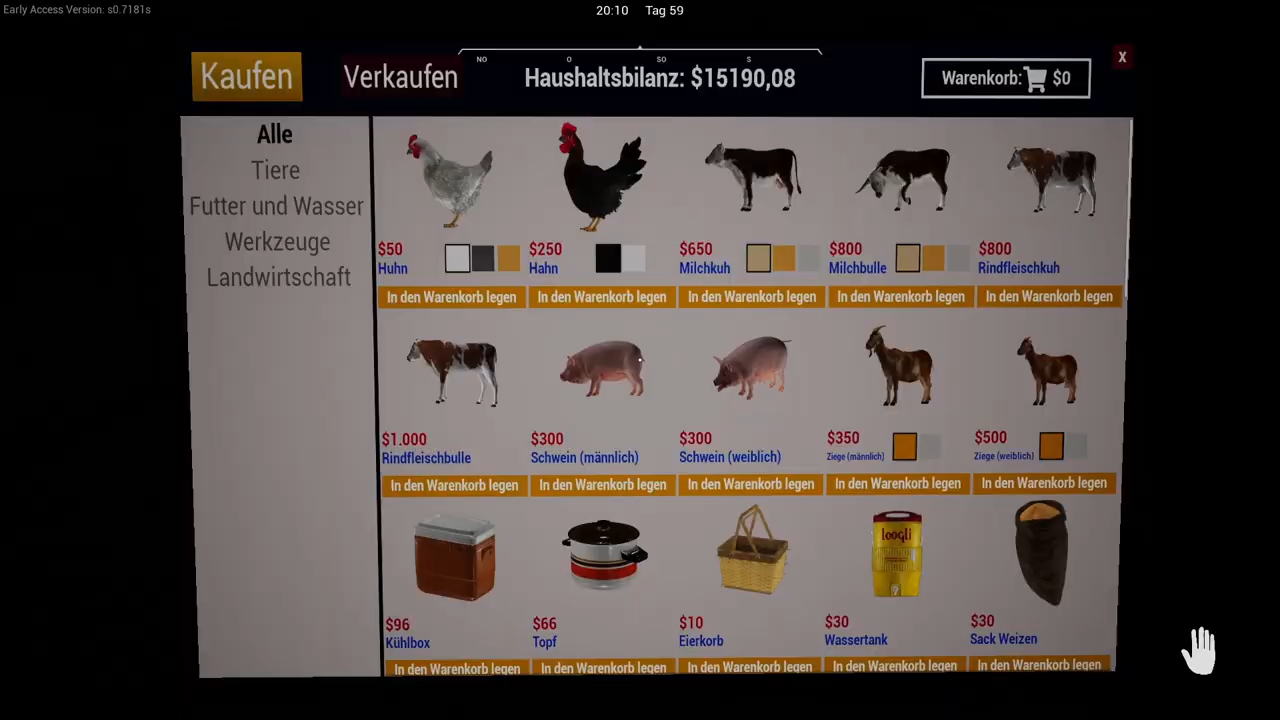 Early Access Version: s0.7181s
20:10 Tag 59
Kaufen
Verkaufen
NO O SO S
Haushaltsbilanz: $15190,08
Warenkorb: $0
X
Alle
Tiere
Futter und Wasser
Werkzeuge
Landwirtschaft
$50 $250 $650 $800 $800
Huhn Hahn Milchkuh Milchbulle Rindfleischkuh
In den Warenkorb legen In den Warenkorb legen In den Warenkorb legen In den Warenkorb legen In den Warenkorb legen
$1.000 $300 $300 $350 $500
Rindfleischbulle Schwein (männlich) Schwein (weiblich) Ziege (männlich) Ziege (weiblich)
In den Warenkorb legen In den Warenkorb legen In den Warenkorb legen In den Warenkorb legen In den Warenkorb legen
loogli
$96 $66 $10 $30 $30
Kühlbox Topf Eierkorb Wassertank Sack Weizen
In den Warenkorb legen In den Warenkorb legen In den Warenkorb legen In den Warenkorb legen In den Warenkorb legen